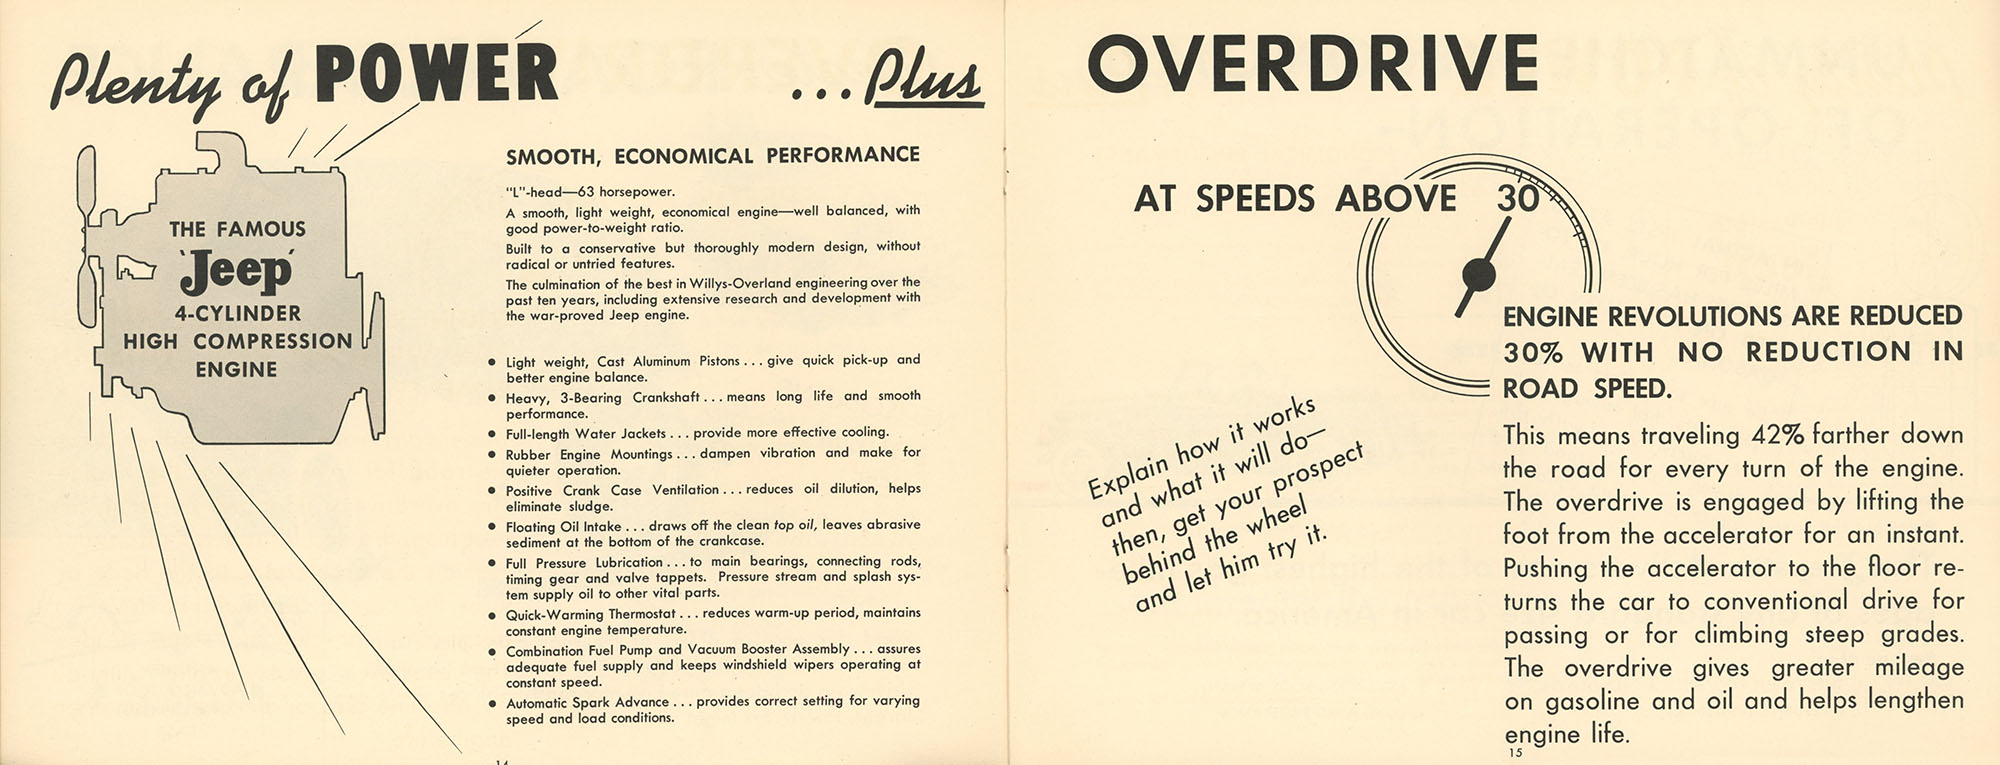 Plenty of POWER
...Plus
THE FAMOUS
'Jeep'
4-CYLINDER
HIGH COMPRESSION
ENGINE
SMOOTH, ECONOMICAL PERFORMANCE
"L"-head—63 horsepower.
A smooth, light weight, economical engine—well balanced, with
good power-to-weight ratio.
Built to a conservative but thoroughly modern design, without
radical or untried features.
The culmination of the best in Willys-Overland engineering over the
past ten years, including extensive research and development with
the war-proved Jeep engine.
• Light weight, Cast Aluminum Pistons... give quick pick-up and
better engine balance.
• Heavy, 3-Bearing Crankshaft... means long life and smooth
performance.
• Full-length Water Jackets... provide more effective cooling.
• Rubber Engine Mountings... dampen vibration and make for
quieter operation.
• Positive Crank Case Ventilation... reduces oil dilution, helps
eliminate sludge.
• Floating Oil Intake... draws off the clean top oil, leaves abrasive
sediment at the bottom of the crankcase.
• Full Pressure Lubrication... to main bearings, connecting rods,
timing gear and valve tappets. Pressure stream and splash sys-
tem supply oil to other vital parts.
• Quick-Warming Thermostat... reduces warm-up period, maintains
constant engine temperature.
• Combination Fuel Pump and Vacuum Booster Assembly... assures
adequate fuel supply and keeps windshield wipers operating at
constant speed.
• Automatic Spark Advance... provides correct setting for varying
speed and load conditions.
14
OVERDRIVE
AT SPEEDS ABOVE 30
ENGINE REVOLUTIONS ARE REDUCED
30% WITH NO REDUCTION IN
ROAD SPEED.
Explain how it works
and what it will do—
then, get your prospect
behind the wheel
and let him try it.
This means traveling 42% farther down
the road for every turn of the engine.
The overdrive is engaged by lifting the
foot from the accelerator for an instant.
Pushing the accelerator to the floor re-
turns the car to conventional drive for
passing or for climbing steep grades.
The overdrive gives greater mileage
on gasoline and oil and helps lengthen
engine life.
15